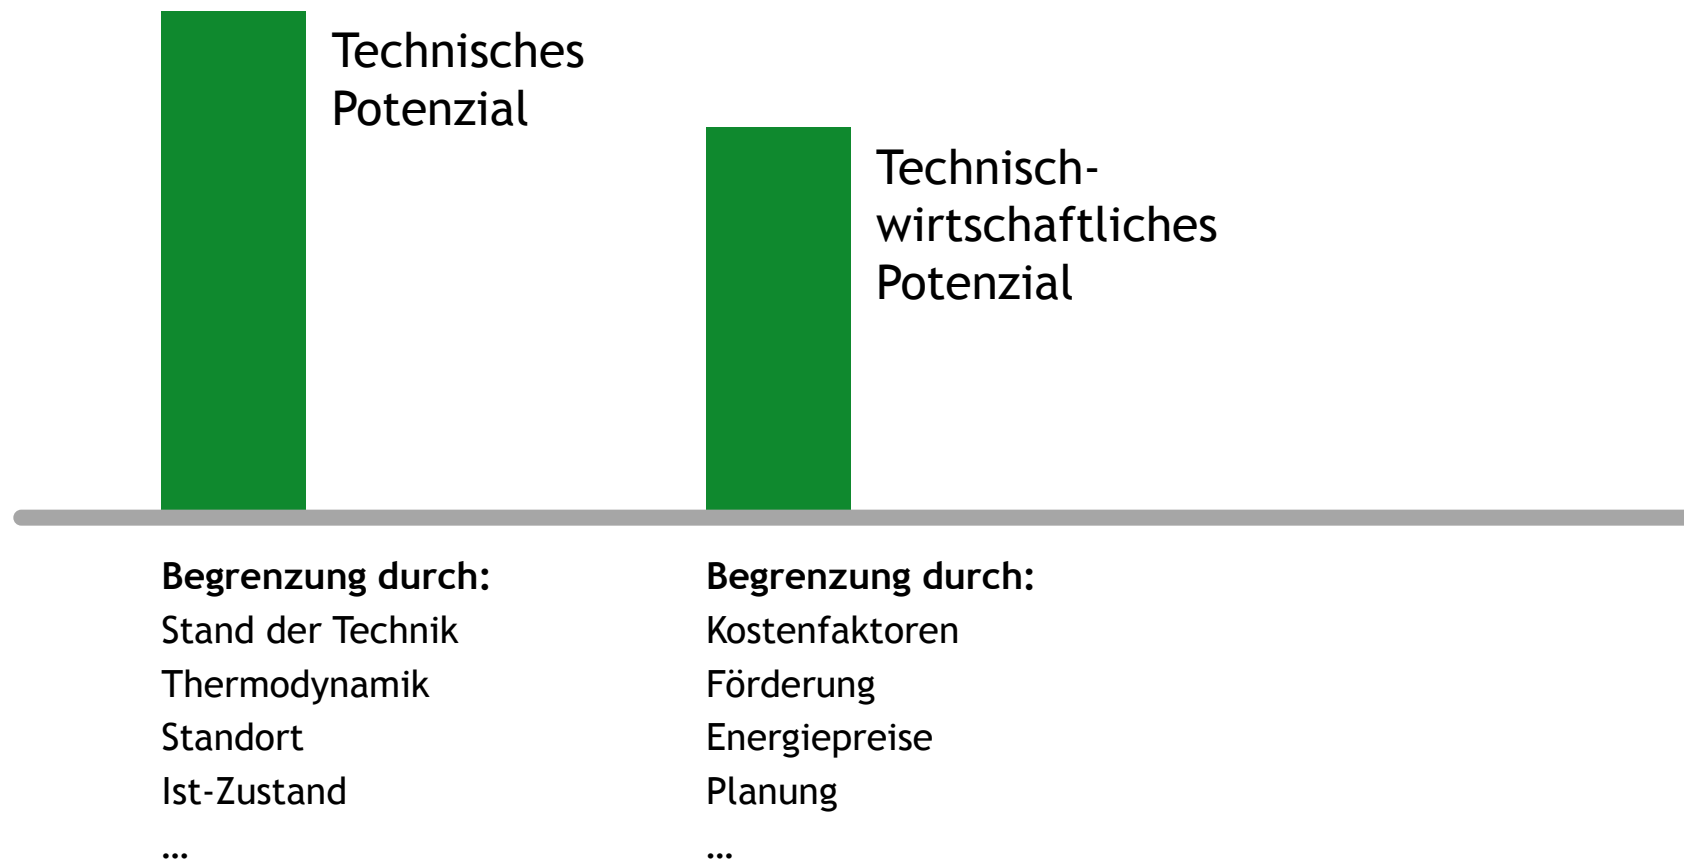 Technisches
Potenzial
Technisch-
wirtschaftliches
Potenzial
Begrenzung durch:
Stand der Technik
Thermodynamik
Standort
Ist-Zustand
…
Begrenzung durch:
Kostenfaktoren
Förderung
Energiepreise
Planung
…